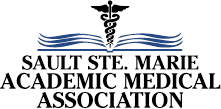 SAULT STE. MARIE
ACADEMIC MEDICAL
ASSOCIATION